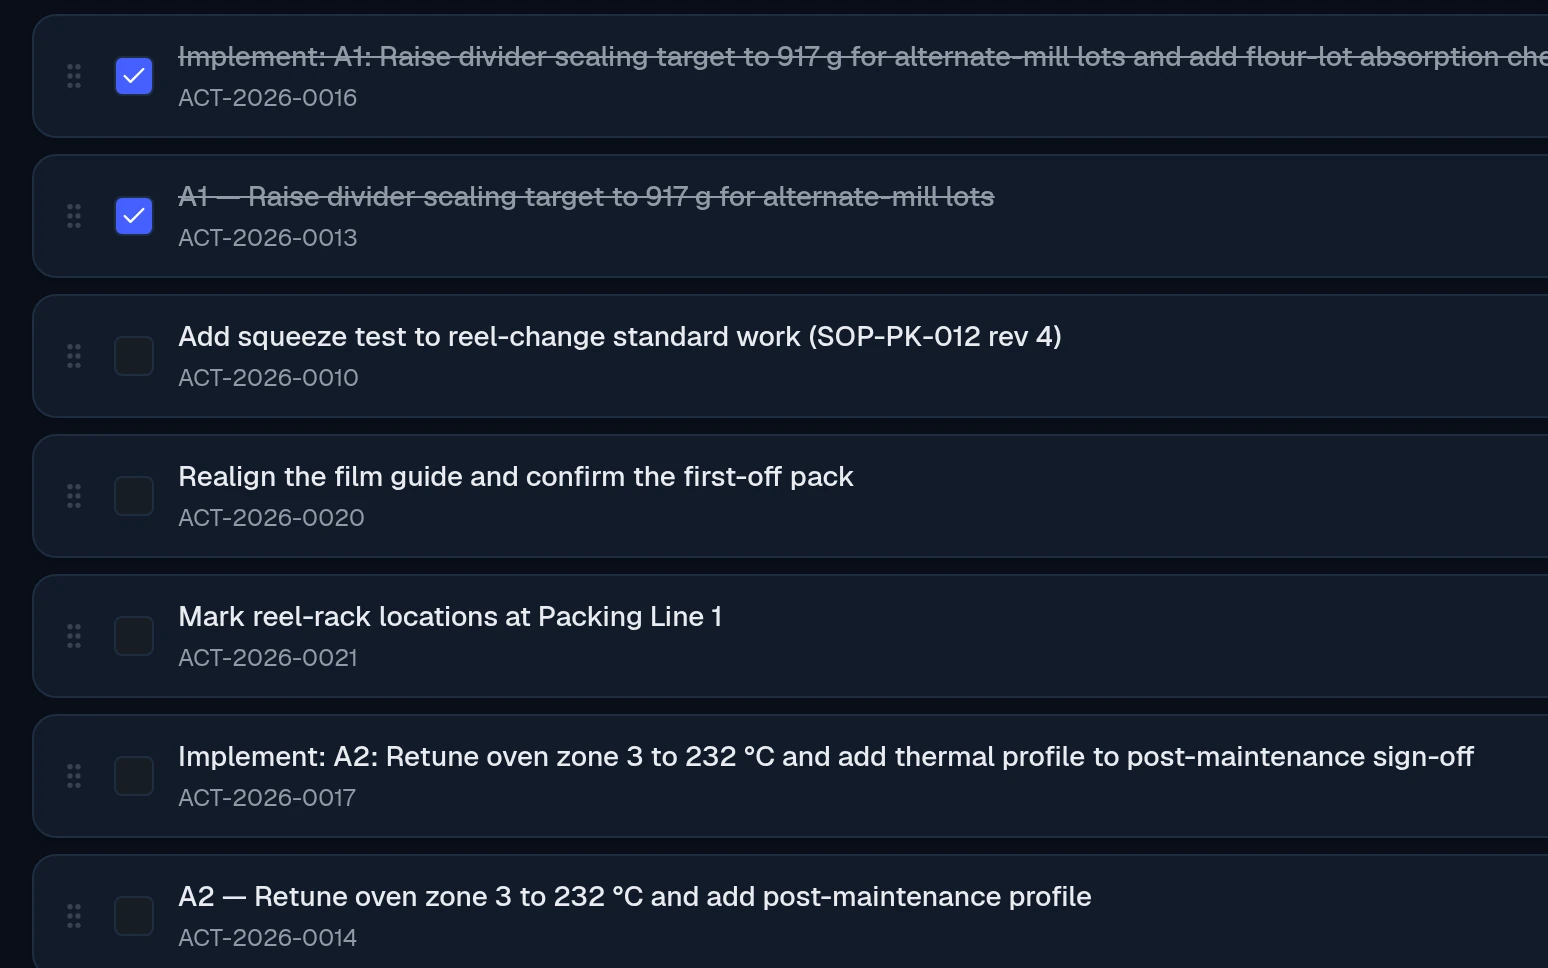 Implement: A1: Raise divider scaling target to 917 g for alternate-mill lots and add flour-lot absorption
ACT-2026-0016
A1 — Raise divider scaling target to 917 g for alternate-mill lots
ACT-2026-0013
Add squeeze test to reel-change standard work (SOP-PK-012 rev 4)
ACT-2026-0010
Realign the film guide and confirm the first-off pack
ACT-2026-0020
Mark reel-rack locations at Packing Line 1
ACT-2026-0021
Implement: A2: Retune oven zone 3 to 232 °C and add thermal profile to post-maintenance sign-off
ACT-2026-0017
A2 — Retune oven zone 3 to 232 °C and add post-maintenance profile
ACT-2026-0014